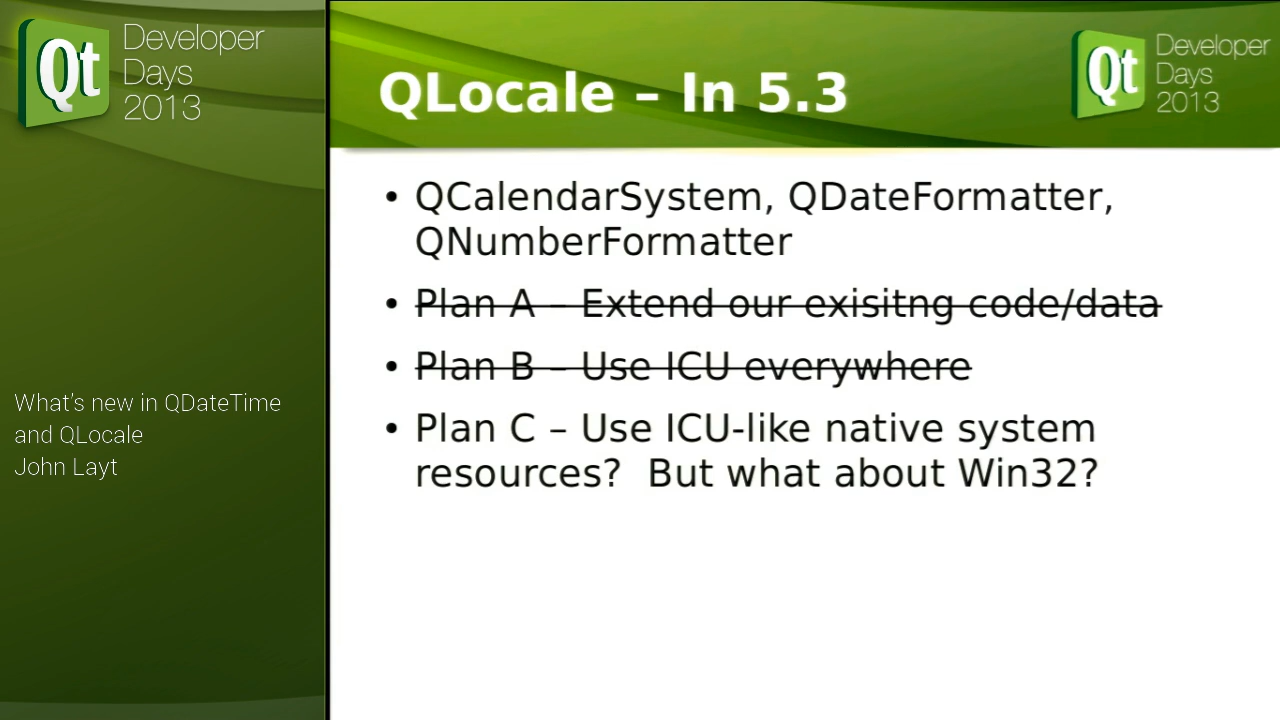 Qt
Developer
Days
2013
What's new in QDateTime
and QLocale
John Layt
QLocale – In 5.3
Qt
Developer
Days
2013
• QCalendarSystem, QDateFormatter,
QNumberFormatter
• Plan A – Extend our exisitng code/data
• Plan B – Use ICU everywhere
• Plan C – Use ICU-like native system
resources?  But what about Win32?